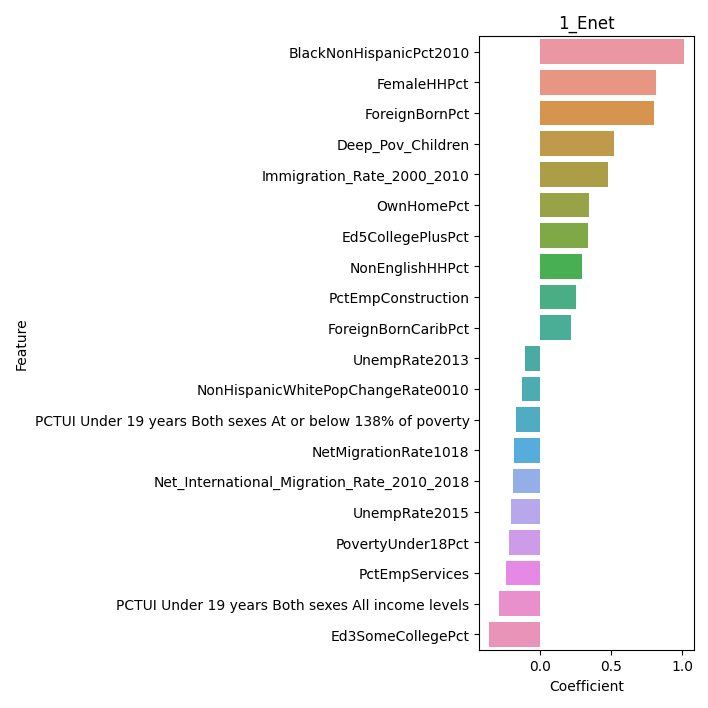 1_Enet
BlackNonHispanicPct2010
FemaleHHPct
ForeignBornPct
Deep_Pov_Children
Immigration_Rate_2000_2010
OwnHomePct
Ed5CollegePlusPct
NonEnglishHHPct
PctEmpConstruction
ForeignBornCaribPct
UnempRate2013
NonHispanicWhitePopChangeRate0010
PCTUI Under 19 years Both sexes At or below 138% of poverty
NetMigrationRate1018
Net_International_Migration_Rate_2010_2018
UnempRate2015
PovertyUnder18Pct
PctEmpServices
PCTUI Under 19 years Both sexes All income levels
Ed3SomeCollegePct
Feature
0.0 0.5 1.0
Coefficient